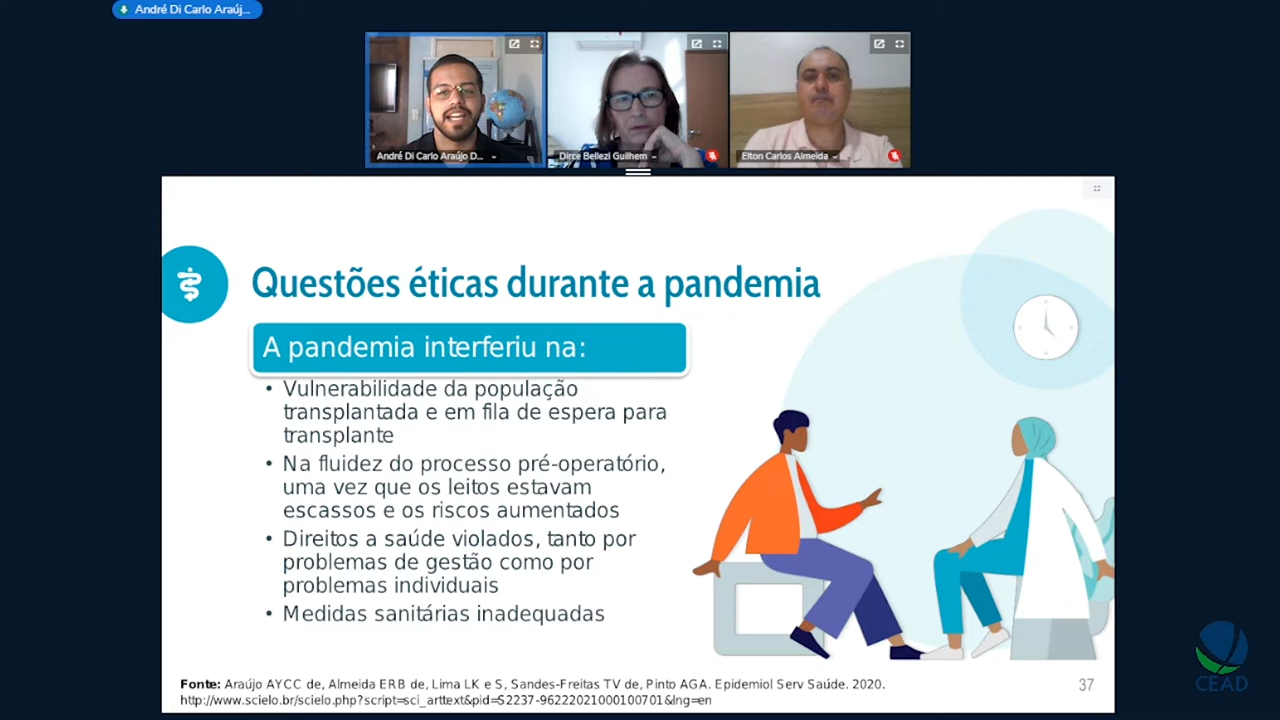 André Di Carlo Araúj...
André Di Carlo Araújo D...
Dirce Bellezi Guilhem
Elton Carlos Almeida
Questões éticas durante a pandemia
A pandemia interferiu na:
• Vulnerabilidade da população
transplantada e em fila de espera para
transplante
• Na fluidez do processo pré-operatório,
uma vez que os leitos estavam
escassos e os riscos aumentados
• Direitos a saúde violados, tanto por
problemas de gestão como por
problemas individuais
• Medidas sanitárias inadequadas
Fonte: Araújo AYCC de, Almeida ERB de, Lima LK e S, Sandes-Freitas TV de, Pinto AGA. Epidemiol Serv Saúde. 2020.
http://www.scielo.br/scielo.php?script=sci_arttext&pid=S2237-96222021000100701&lng=en
37
CEAD